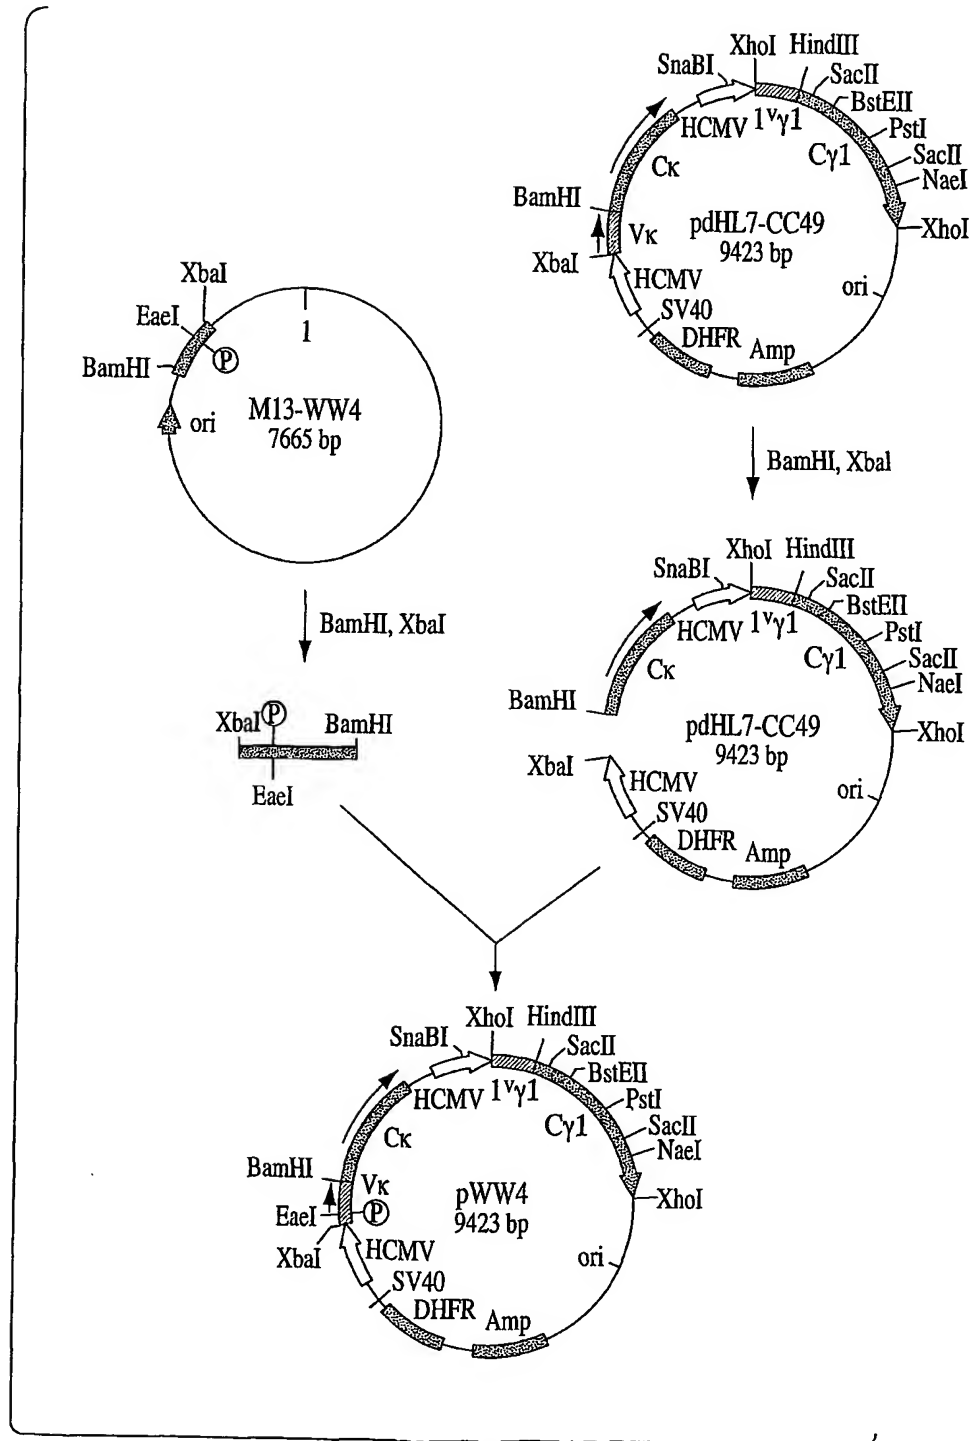 XhoI HindIII
SnaBI
SacII
BstEII
HCMV 1ᵛγ1
PstI
Cκ
Cγ1
SacII
NaeI
BamHI
pdHL7-CC49
9423 bp
Vκ
XhoI
XbaI
HCMV
ori
SV40
DHFR
Amp
XbaI
EaeI
1
P
BamHI
M13-WW4
7665 bp
ori
BamHI, XbaI
BamHI, XbaI
XhoI HindIII
SnaBI
SacII
BstEII
HCMV 1ᵛγ1
PstI
Cκ
Cγ1
SacII
NaeI
BamHI
pdHL7-CC49
9423 bp
XhoI
XbaI
HCMV
ori
SV40
DHFR
Amp
XbaI P BamHI
EaeI
XhoI HindIII
SnaBI
SacII
BstEII
HCMV 1ᵛγ1
PstI
Cκ
Cγ1
SacII
NaeI
BamHI
Vκ
pWW4
9423 bp
XhoI
EaeI
P
XbaI
HCMV
ori
SV40
DHFR
Amp